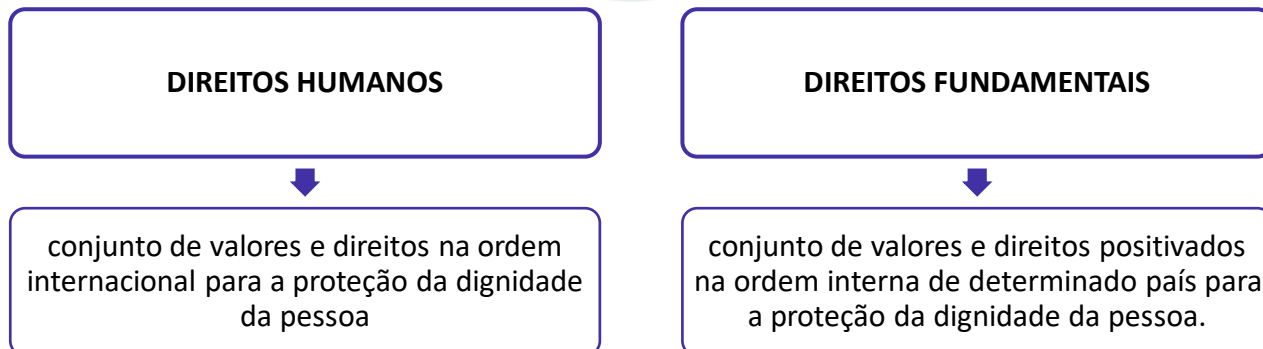 DIREITOS HUMANOS
conjunto de valores e direitos na ordem
internacional para a proteção da dignidade
da pessoa
DIREITOS FUNDAMENTAIS
conjunto de valores e direitos positivados
na ordem interna de determinado país para
a proteção da dignidade da pessoa.